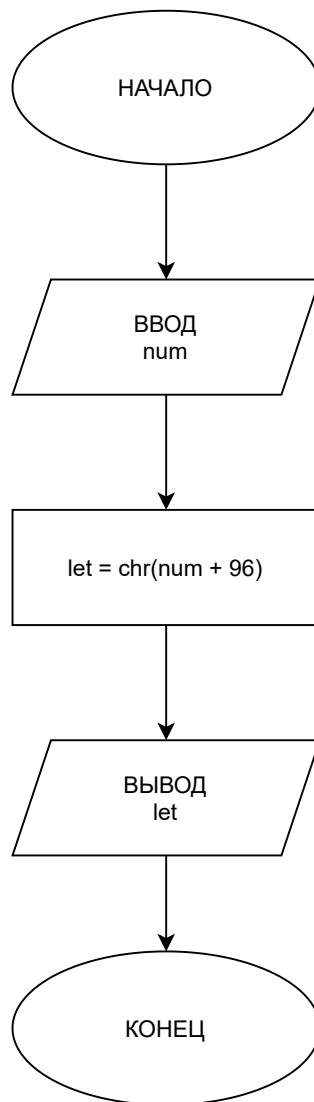 НАЧАЛО
ВВОД
num
let = chr(num + 96)
ВЫВОД
let
КОНЕЦ